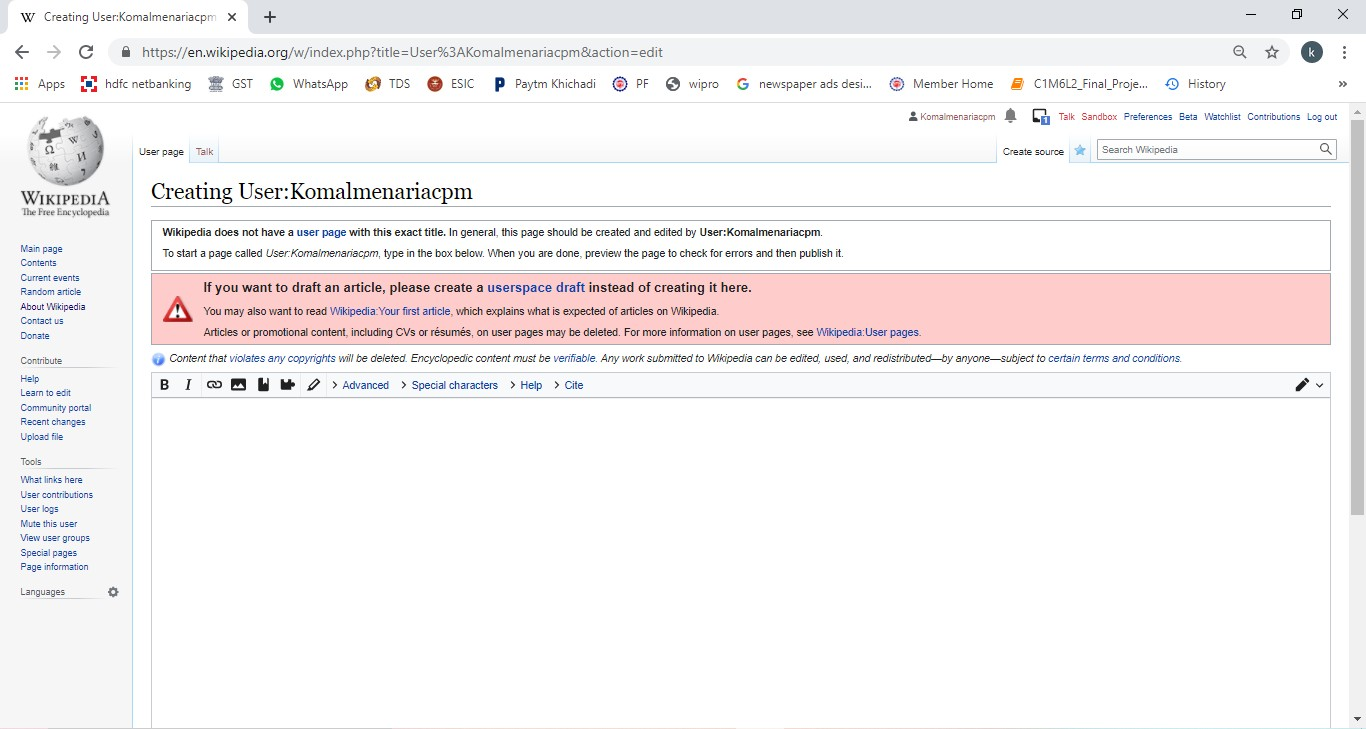 Creating User:Komalmenariacpm
https://en.wikipedia.org/w/index.php?title=User%3AKomalmenariacpm&action=edit
k
Apps hdfc netbanking GST WhatsApp TDS ESIC Paytm Khichadi PF wipro newspaper ads desi... Member Home C1M6L2_Final_Proje... History »
Komalmenariacpm 1 Talk Sandbox Preferences Beta Watchlist Contributions Log out
User page Talk Create source Search Wikipedia
WIKIPEDIA
The Free Encyclopedia
Main page
Contents
Current events
Random article
About Wikipedia
Contact us
Donate
Contribute
Help
Learn to edit
Community portal
Recent changes
Upload file
Tools
What links here
User contributions
User logs
Mute this user
View user groups
Special pages
Page information
Languages
Creating User:Komalmenariacpm
Wikipedia does not have a user page with this exact title. In general, this page should be created and edited by User:Komalmenariacpm.
To start a page called User:Komalmenariacpm, type in the box below. When you are done, preview the page to check for errors and then publish it.
If you want to draft an article, please create a userspace draft instead of creating it here.
You may also want to read Wikipedia:Your first article, which explains what is expected of articles on Wikipedia.
Articles or promotional content, including CVs or résumés, on user pages may be deleted. For more information on user pages, see Wikipedia:User pages.
Content that violates any copyrights will be deleted. Encyclopedic content must be verifiable. Any work submitted to Wikipedia can be edited, used, and redistributed—by anyone—subject to certain terms and conditions.
B I Advanced Special characters Help Cite